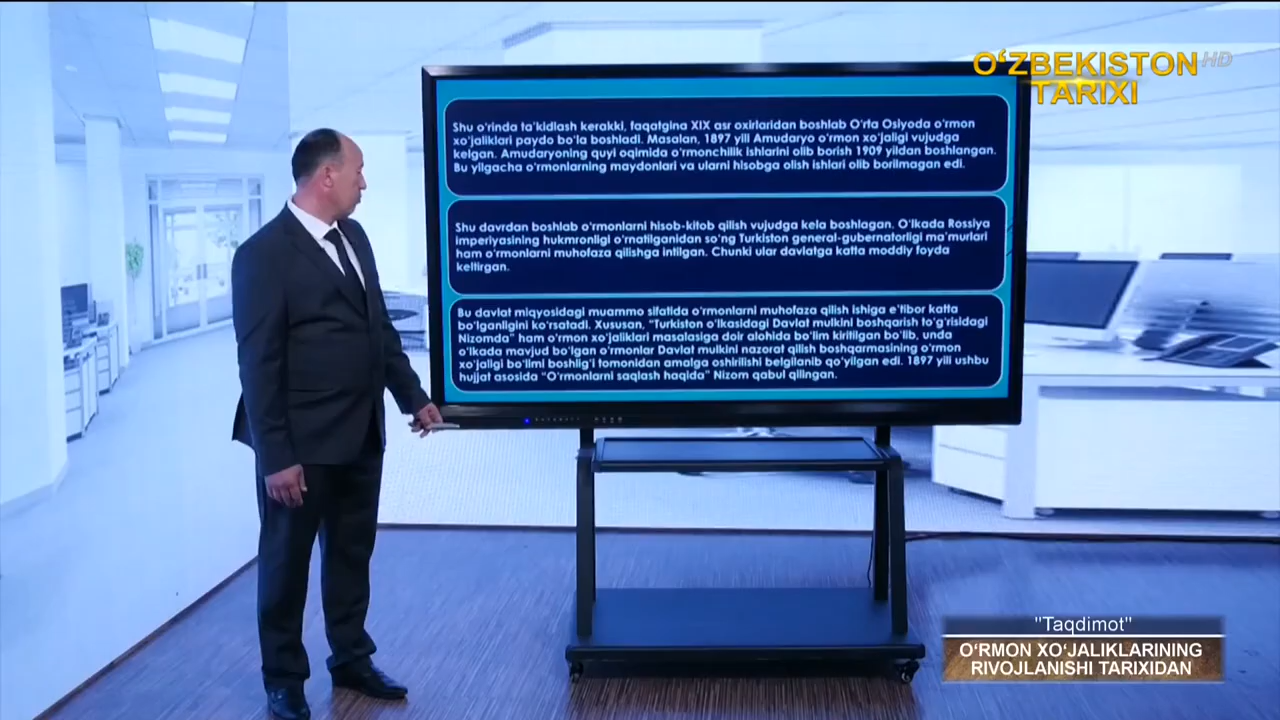 O‘ZBEKISTON HD
TARIXI
Shu o'rinda ta'kidlash kerakki, faqatgina XIX asr oxirlaridan boshlab O'rta Osiyoda o'rmon
xo'jaliklari paydo bo'la boshladi. Masalan, 1897 yili Amudaryo o'rmon xo'jaligi vujudga
kelgan. Amudaryoning quyi oqimida o'rmonchilik ishlarini olib borish 1909 yildan boshlangan.
Bu yilgacha o'rmonlarning maydonlari va ularni hisobga olish ishlari olib borilmagan edi.
Shu davrdan boshlab o'rmonlarni hisob-kitob qilish vujudga kela boshlagan. O'lkada Rossiya
imperiyasining hukmronligi o'rnatilganidan so'ng Turkiston general-gubernatorligi ma'murlari
ham o'rmonlarni muhofaza qilishga intilgan. Chunki ular davlatga katta moddiy foyda
keltirgan.
Bu davlat miqyosidagi muammo sifatida o'rmonlarni muhofaza qilish ishiga e'tibor katta
bo'lganligini ko'rsatadi. Xususan, "Turkiston o'lkasidagi Davlat mulkini boshqarish to'g'risidagi
Nizomda" ham o'rmon xo'jaliklari masalasiga doir alohida bo'lim kiritilgan bo'lib, unda
o'lkada mavjud bo'lgan o'rmonlar Davlat mulkini nazorat qilish boshqarmasining o'rmon
xo'jaligi bo'limi boshlig'i tomonidan amalga oshirilishi belgilanib qo'yilgan edi. 1897 yili ushbu
hujjat asosida "O'rmonlarni saqlash haqida" Nizom qabul qilingan.
"Taqdimot"
O‘RMON XO‘JALIKLARINING
RIVOJLANISHI TARIXIDAN